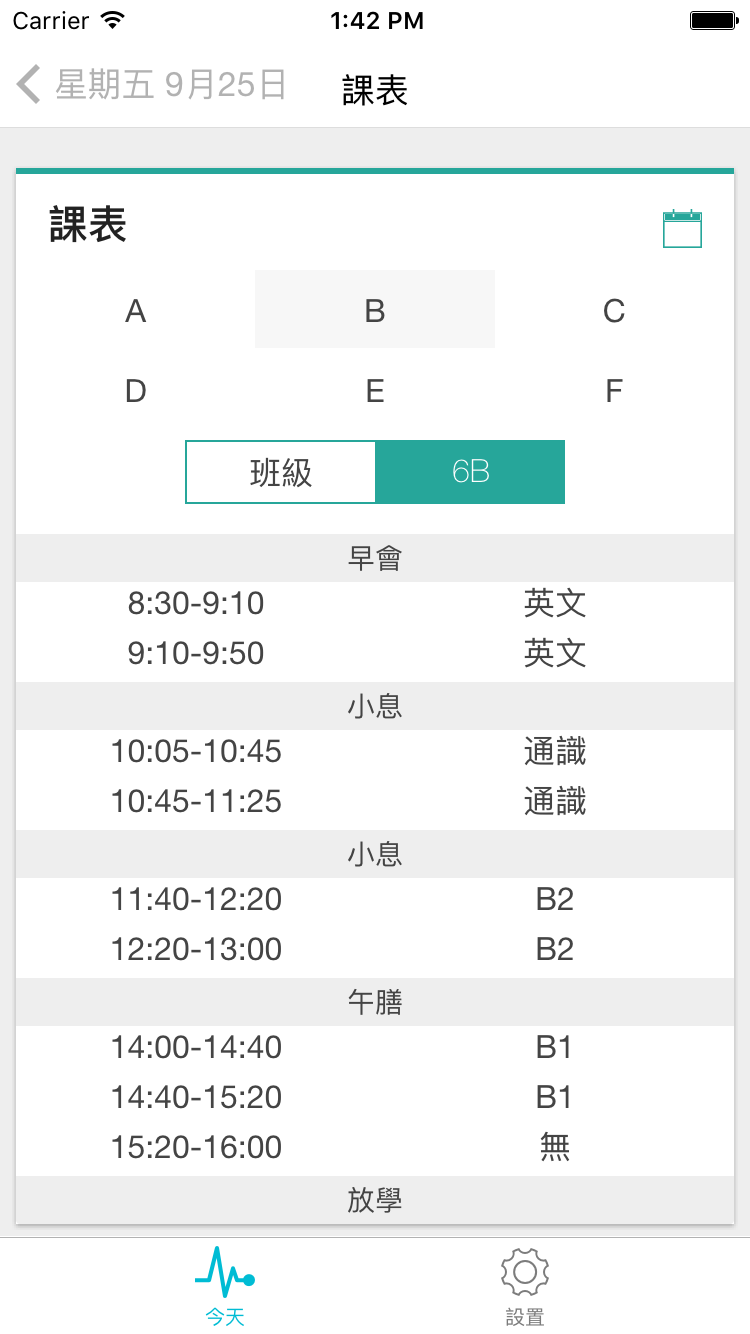 Carrier 1:42 PM
星期五 9月25日 課表
課表
A B C
D E F
班級 6B
早會
8:30-9:10 英文
9:10-9:50 英文
小息
10:05-10:45 通識
10:45-11:25 通識
小息
11:40-12:20 B2
12:20-13:00 B2
午膳
14:00-14:40 B1
14:40-15:20 B1
15:20-16:00 無
放學
今天 設置